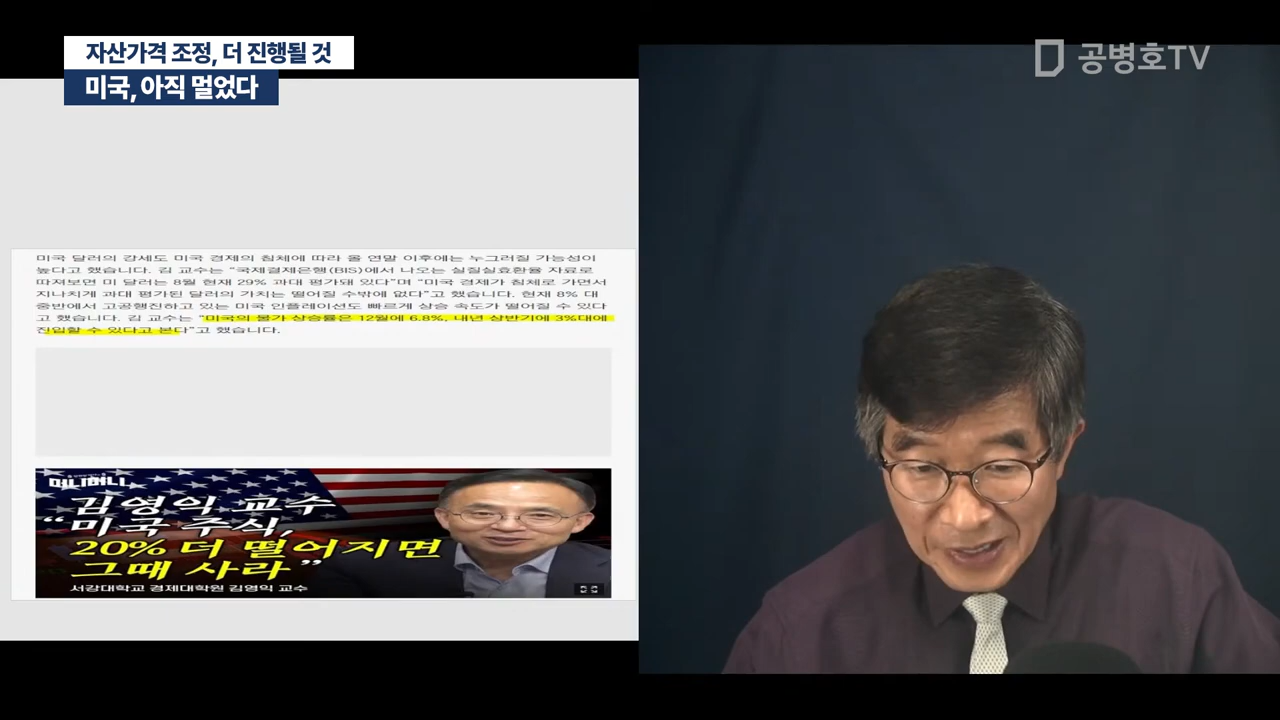 자산가격 조정, 더 진행될 것
미국, 아직 멀었다
공병호TV
미국 달러의 강세도 미국 경제의 침체에 따라 올 연말 이후에는 누그러질 가능성이
높다고 했습니다. 김 교수는 “국제결제은행(BIS)에서 나오는 실질실효환율 자료로
따져보면 미 달러는 8월 현재 29% 과대 평가돼 있다”며 “미국 경제가 침체로 가면서
지나치게 과대 평가된 달러의 가치는 떨어질 수밖에 없다”고 했습니다. 현재 8% 대
중반에서 고공행진하고 있는 미국 인플레이션도 빠르게 상승 속도가 떨어질 수 있다
고 했습니다. 김 교수는 “미국의 물가 상승률은 12월에 6.8%, 내년 상반기에 3%대에
진입할 수 있다고 본다”고 했습니다.
머니머니
김영익 교수
“미국 주식,
20% 더 떨어지면
그때 사라”
서강대학교 경제대학원 김영익 교수